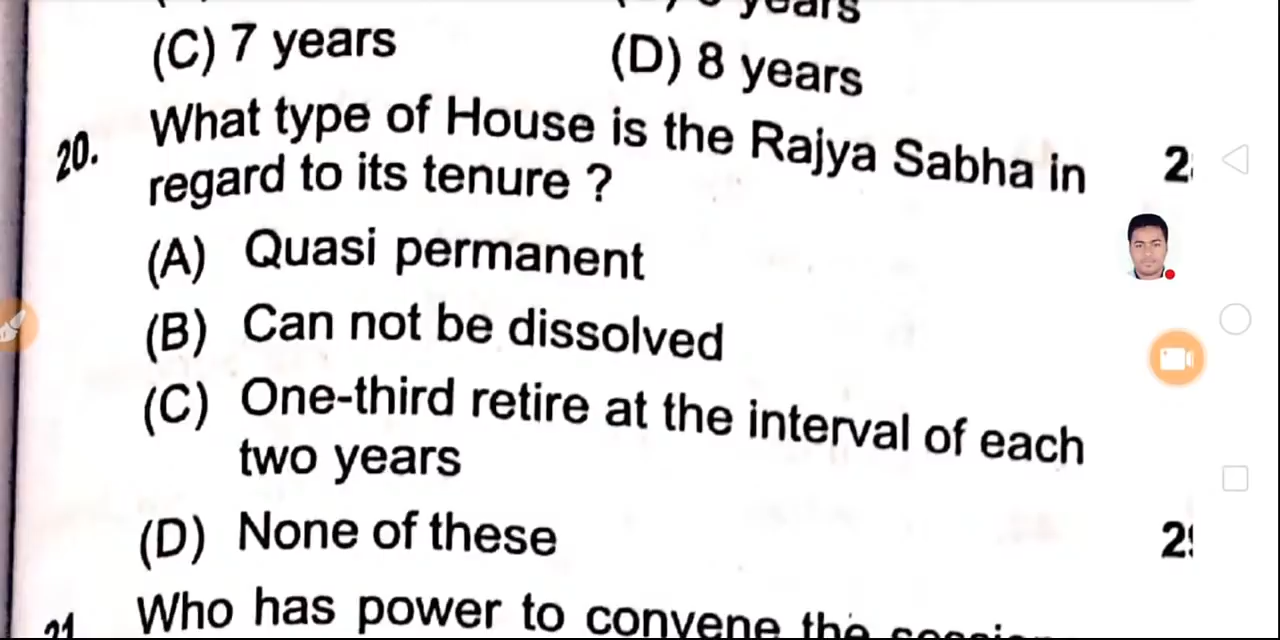 years
(C) 7 years (D) 8 years
20. What type of House is the Rajya Sabha in
regard to its tenure ?
(A) Quasi permanent
(B) Can not be dissolved
(C) One-third retire at the interval of each
two years
(D) None of these
Who has power to convene the